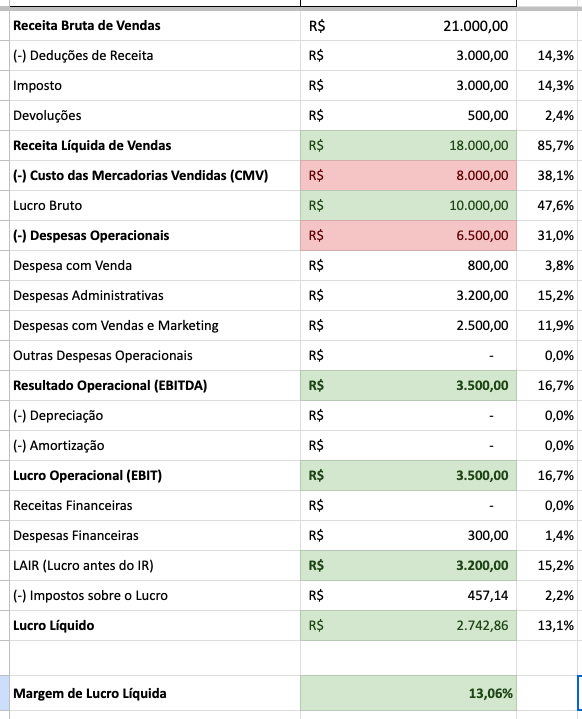 Receita Bruta de Vendas R$ 21.000,00
(-) Deduções de Receita R$ 3.000,00 14,3%
Imposto R$ 3.000,00 14,3%
Devoluções R$ 500,00 2,4%
Receita Líquida de Vendas R$ 18.000,00 85,7%
(-) Custo das Mercadorias Vendidas (CMV) R$ 8.000,00 38,1%
Lucro Bruto R$ 10.000,00 47,6%
(-) Despesas Operacionais R$ 6.500,00 31,0%
Despesa com Venda R$ 800,00 3,8%
Despesas Administrativas R$ 3.200,00 15,2%
Despesas com Vendas e Marketing R$ 2.500,00 11,9%
Outras Despesas Operacionais R$ - 0,0%
Resultado Operacional (EBITDA) R$ 3.500,00 16,7%
(-) Depreciação R$ - 0,0%
(-) Amortização R$ - 0,0%
Lucro Operacional (EBIT) R$ 3.500,00 16,7%
Receitas Financeiras R$ - 0,0%
Despesas Financeiras R$ 300,00 1,4%
LAIR (Lucro antes do IR) R$ 3.200,00 15,2%
(-) Impostos sobre o Lucro R$ 457,14 2,2%
Lucro Líquido R$ 2.742,86 13,1%
Margem de Lucro Líquida 13,06%